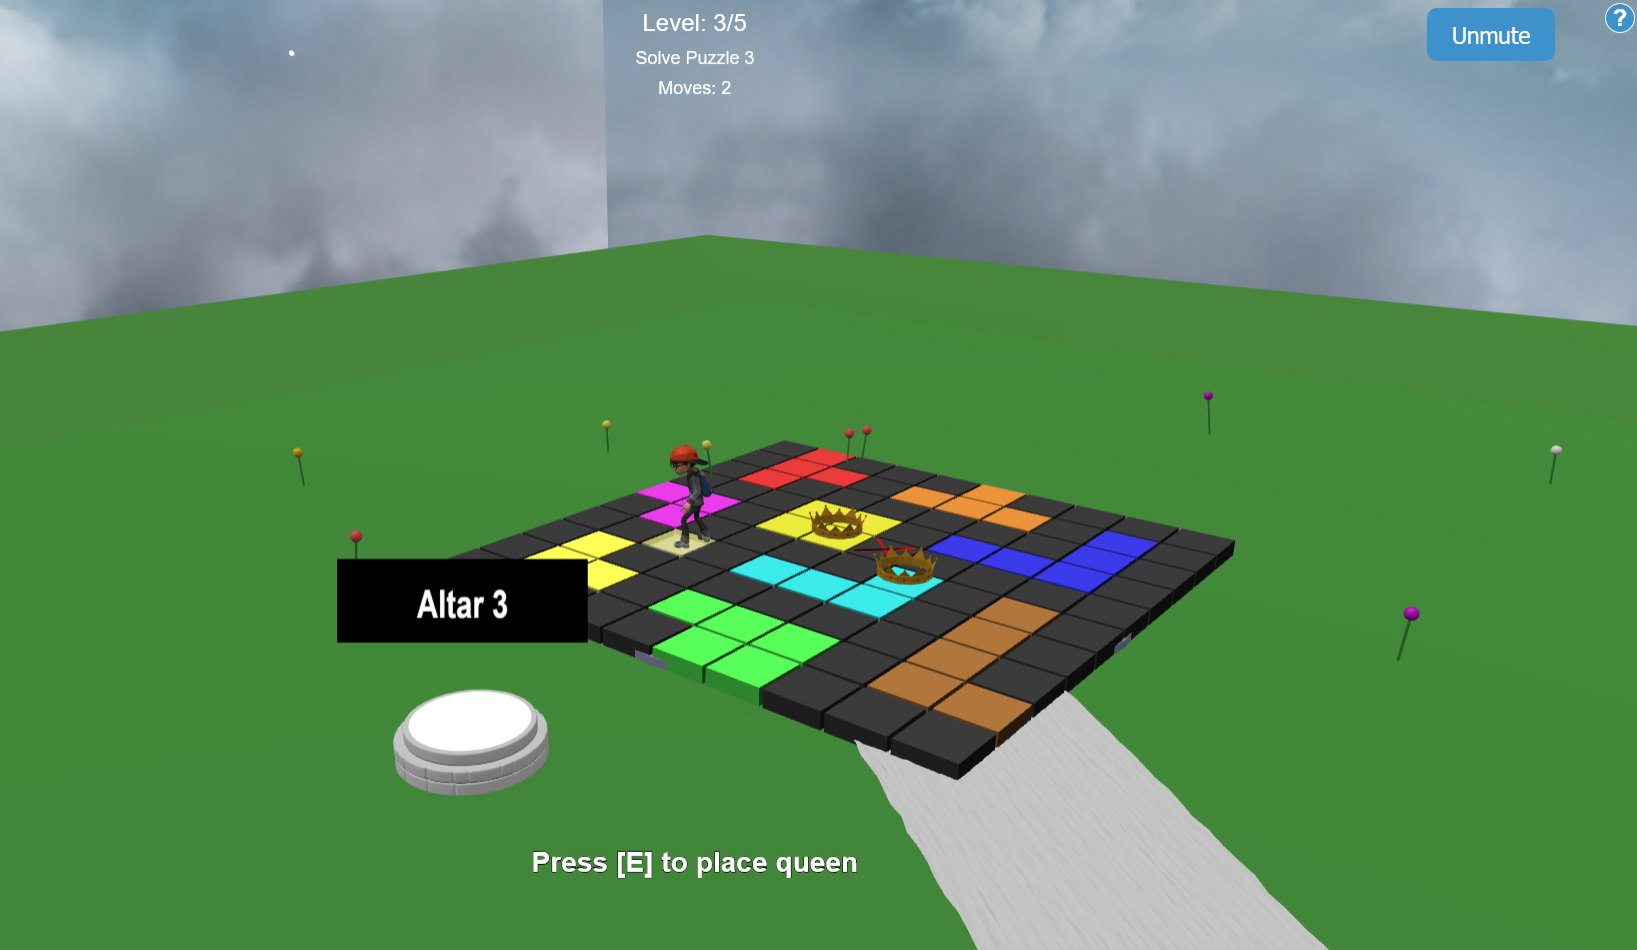 Level: 3/5
Solve Puzzle 3
Moves: 2
Unmute
?
Altar 3
Press [E] to place queen